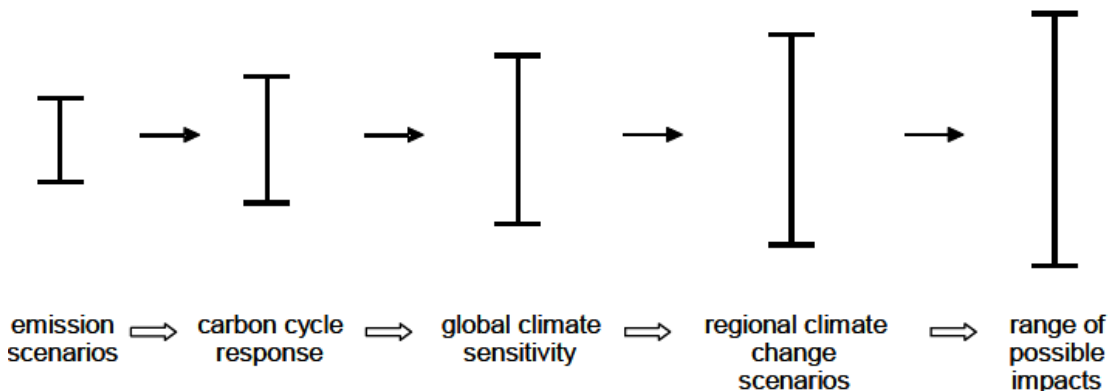 emission
scenarios
carbon cycle
response
global climate
sensitivity
regional climate
change
scenarios
range of
possible
impacts